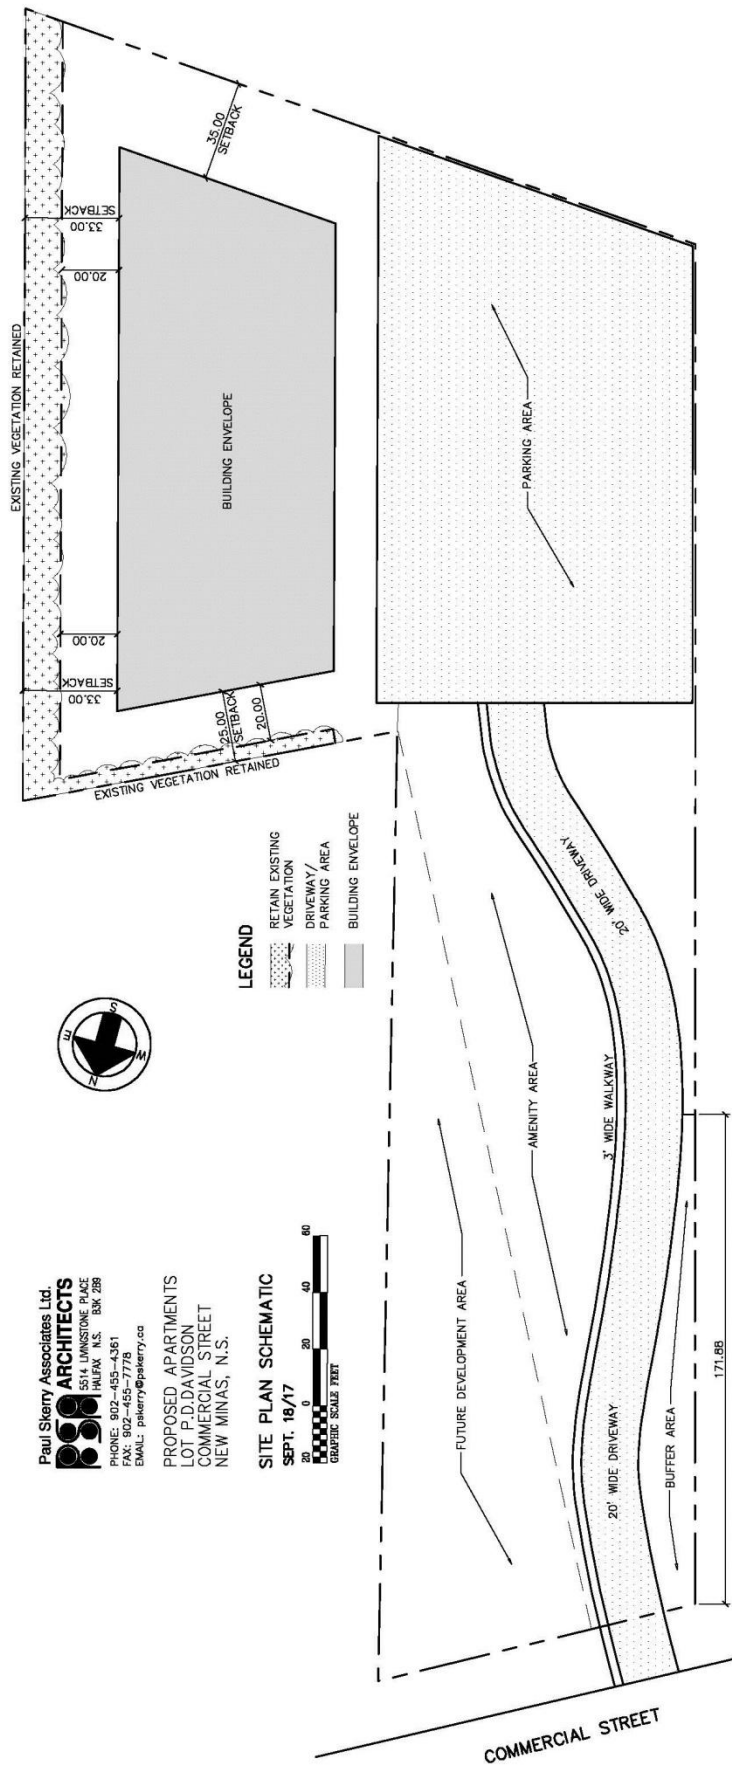 Paul Skerry Associates Ltd.
PSA ARCHITECTS
5514 LIVINGSTONE PLACE
HALIFAX N.S. B3K 2B9
PHONE: 902-455-4361
FAX: 902-455-7778
EMAIL: pskerry@pskerry.ca
PROPOSED APARTMENTS
LOT P.D.DAVIDSON
COMMERCIAL STREET
NEW MINAS, N.S.
SITE PLAN SCHEMATIC
SEPT. 18/17
20 0 20 40 60
GRAPHIC SCALE FEET
N
E
S
W
LEGEND
RETAIN EXISTING
VEGETATION
DRIVEWAY/
PARKING AREA
BUILDING ENVELOPE
EXISTING VEGETATION RETAINED
EXISTING VEGETATION RETAINED
33.00
SETBACK
20.00
25.00
SETBACK
20.00
33.00
SETBACK
20.00
35.00
SETBACK
BUILDING ENVELOPE
PARKING AREA
FUTURE DEVELOPMENT AREA
AMENITY AREA
3' WIDE WALKWAY
20' WIDE DRIVEWAY
20' WIDE DRIVEWAY
BUFFER AREA
171.88
COMMERCIAL STREET